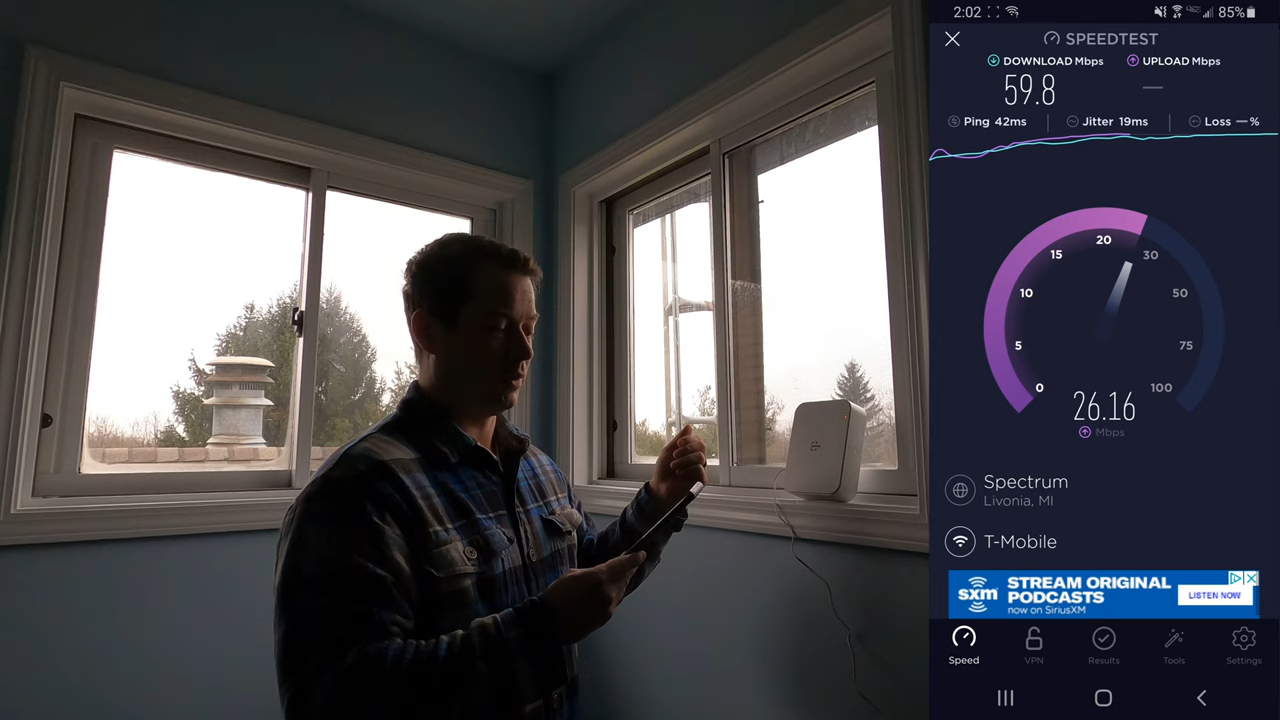 2:02 85%
SPEEDTEST
DOWNLOAD Mbps UPLOAD Mbps
59.8 —
Ping 42ms Jitter 19ms Loss — %
20
15 30
10 50
5 75
0 100
26.16
Mbps
Spectrum
Livonia, MI
T-Mobile
sxm STREAM ORIGINAL PODCASTS LISTEN NOW
now on SiriusXM
Speed VPN Results Tools Settings